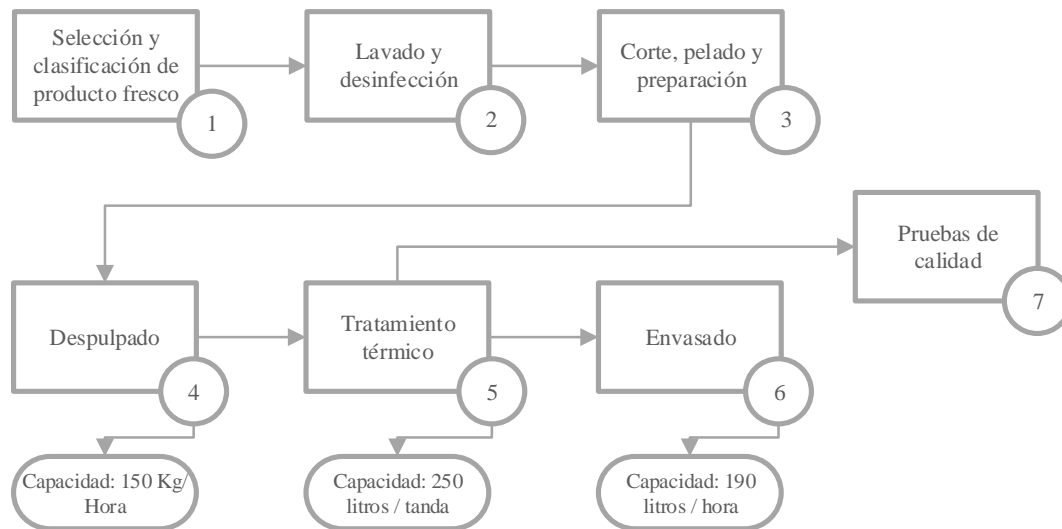 Selección y
clasificación de
producto fresco
1
Lavado y
desinfección
2
Corte, pelado y
preparación
3
Pruebas de
calidad
7
Despulpado
4
Tratamiento
térmico
5
Envasado
6
Capacidad: 150 Kg/
Hora
Capacidad: 250
litros / tanda
Capacidad: 190
litros / hora